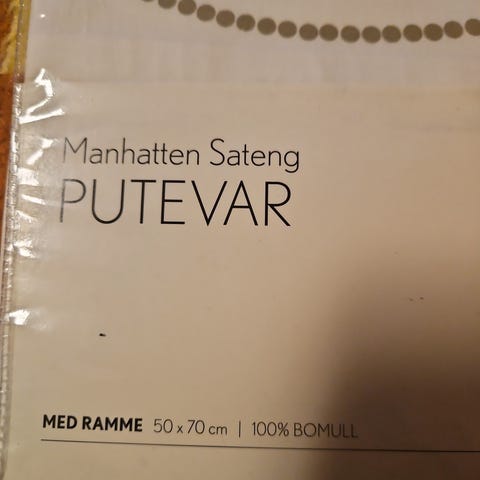 Manhatten Sateng
PUTEVAR
MED RAMME 50 x 70 cm | 100% BOMULL